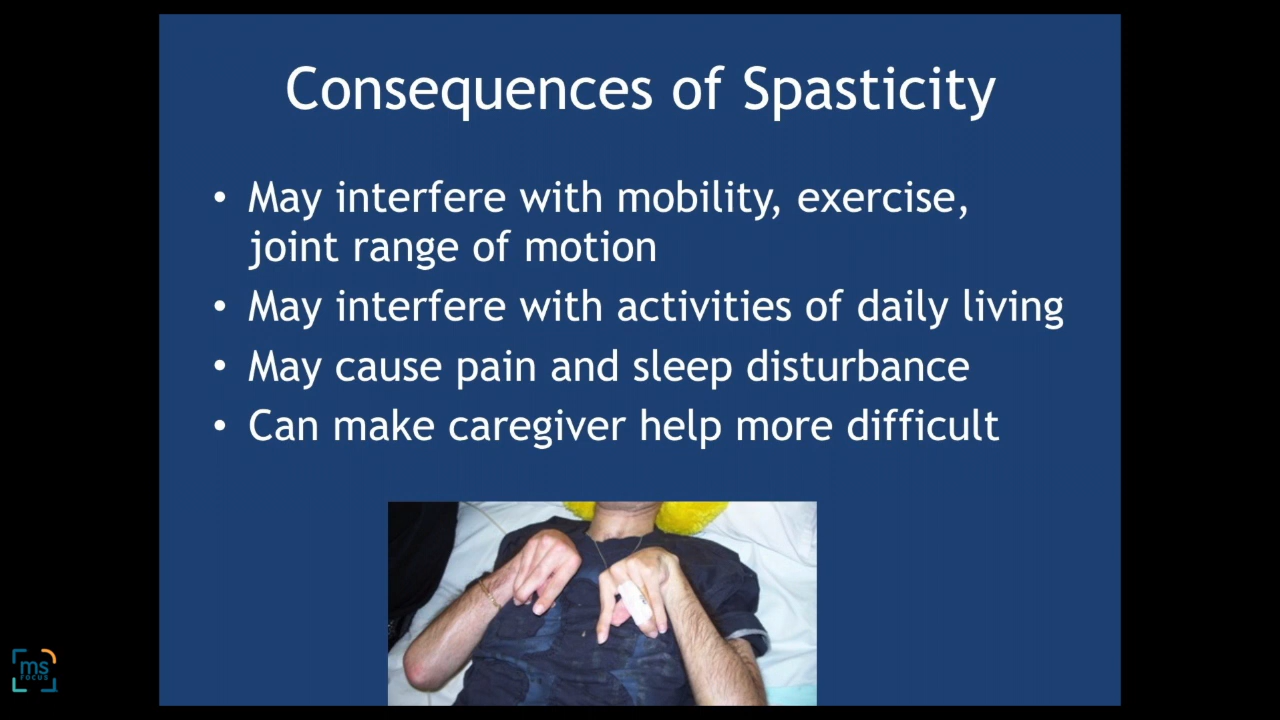 Consequences of Spasticity
• May interfere with mobility, exercise,
joint range of motion
• May interfere with activities of daily living
• May cause pain and sleep disturbance
• Can make caregiver help more difficult
ms
FOCUS